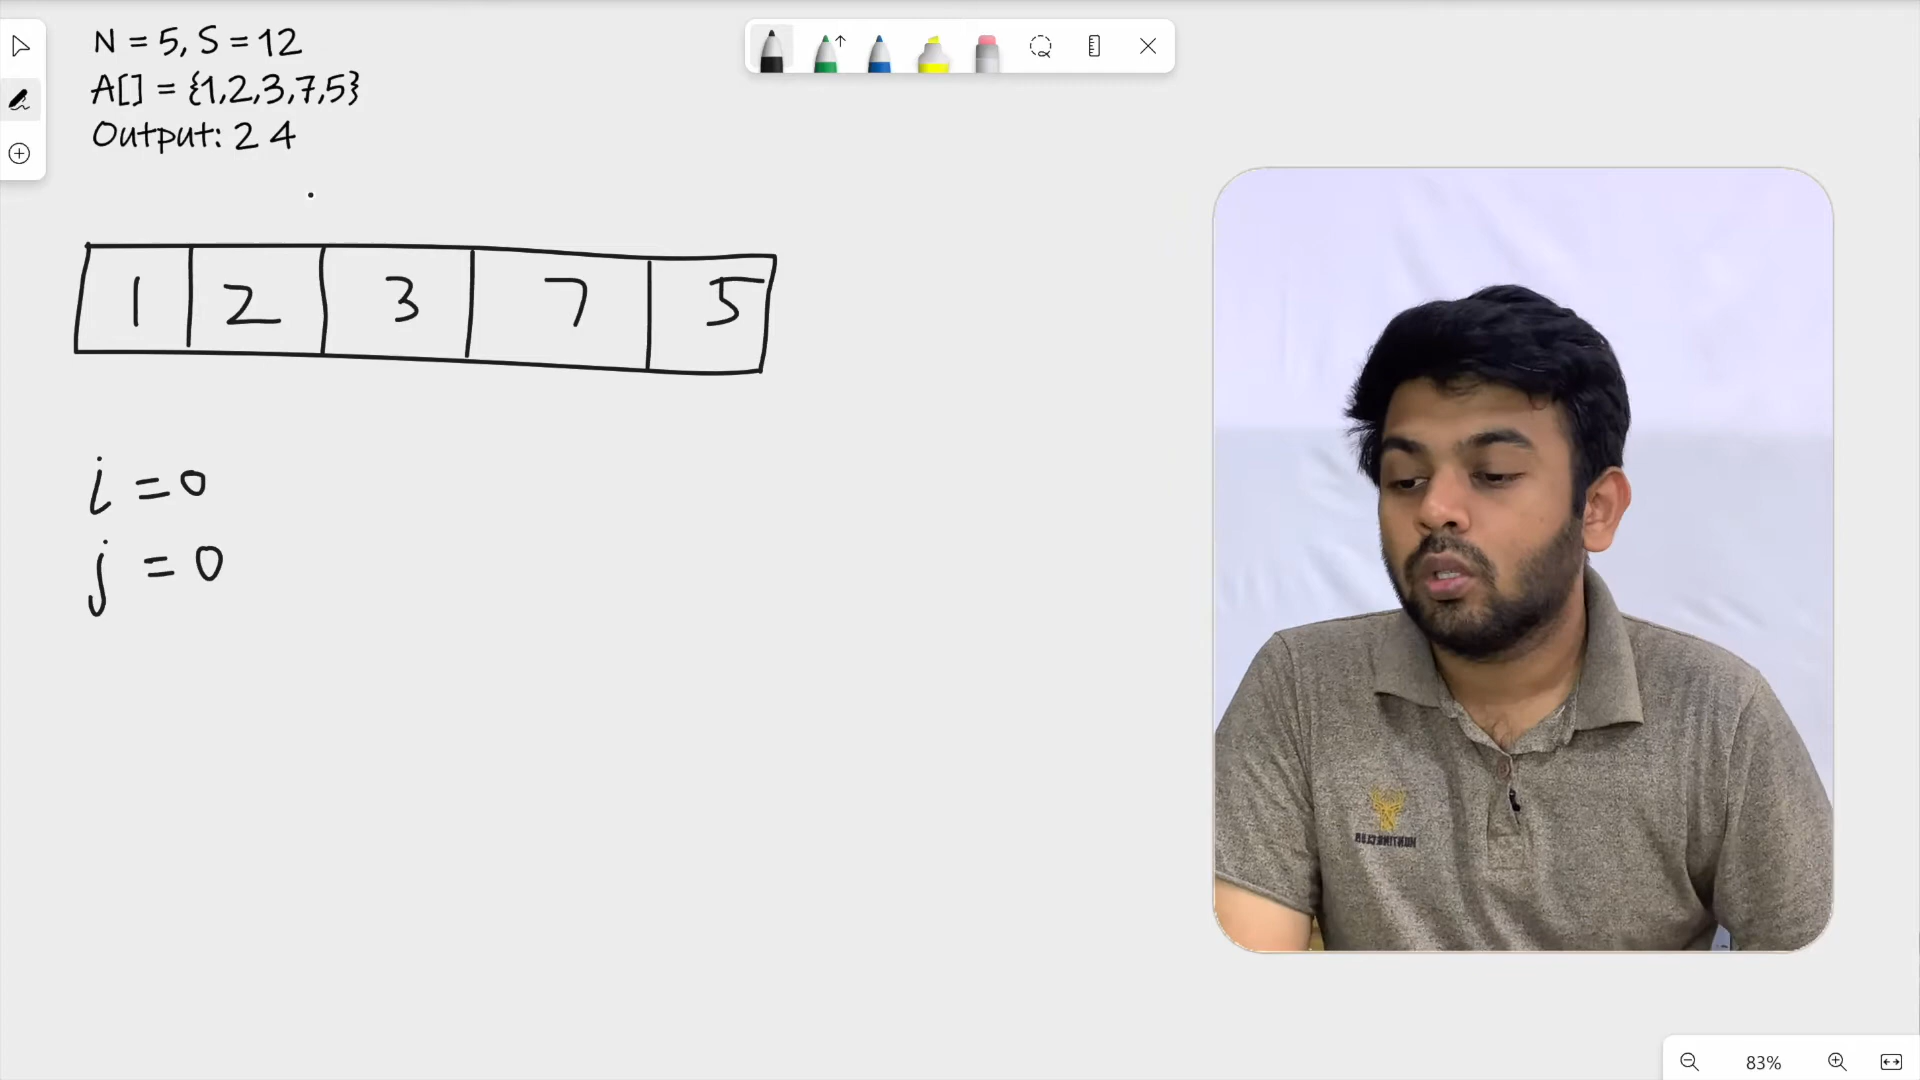 N = 5, S = 12
A[] = {1,2,3,7,5}
Output: 2 4
1 2 3 7 5
i = 0
j = 0
83%